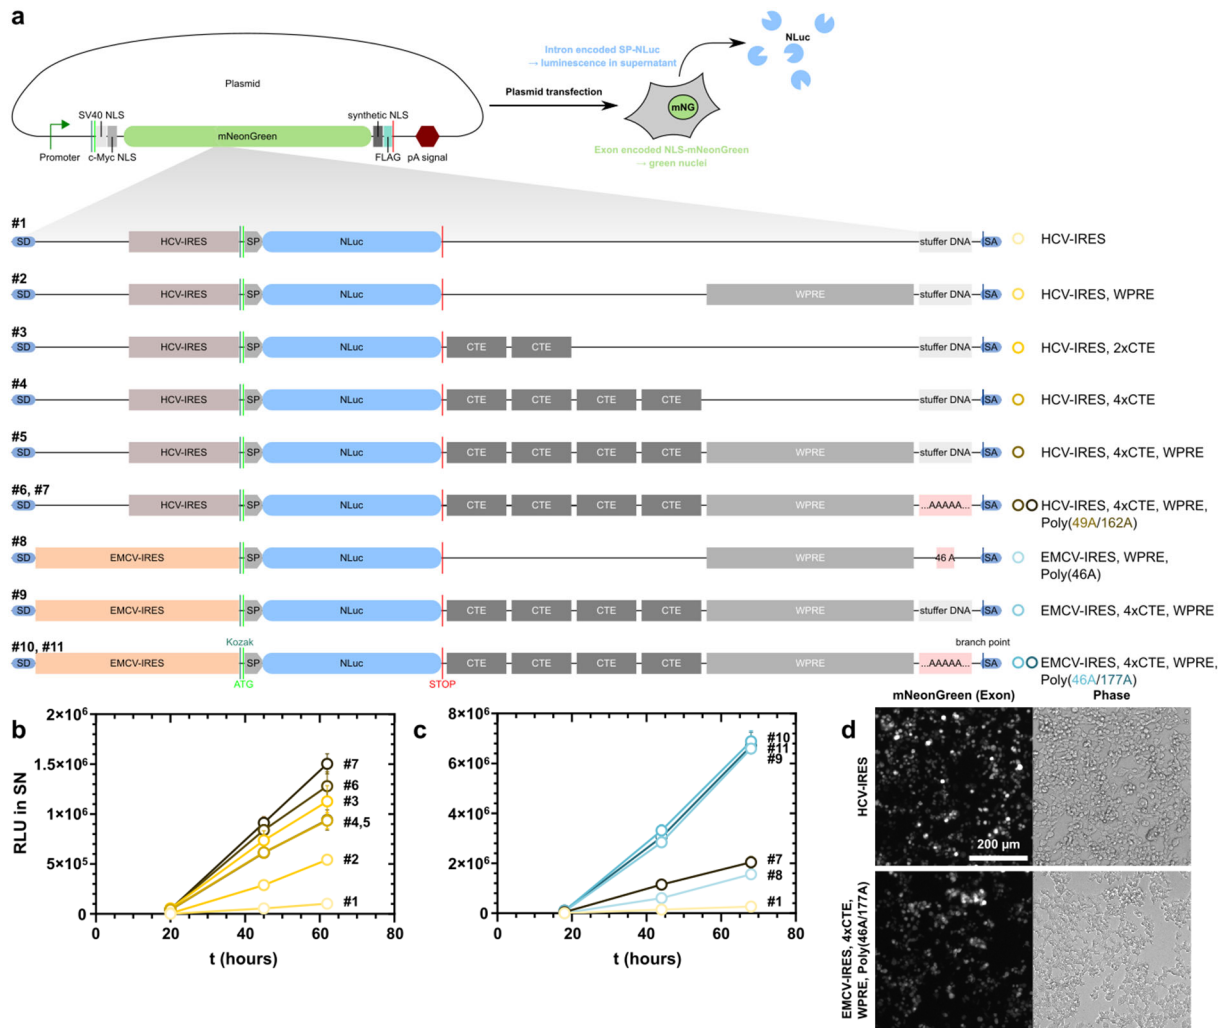 a
Plasmid
SV40 NLS
synthetic NLS
mNeonGreen
Promoter
c-Myc NLS
FLAG
pA signal
Intron encoded SP-NLuc
→ luminescence in supernatant
Plasmid transfection
NLuc
mNG
Exon encoded NLS-mNeonGreen
→ green nuclei
#1
SD HCV-IRES SP NLuc stuffer DNA SA HCV-IRES
#2
SD HCV-IRES SP NLuc WPRE stuffer DNA SA HCV-IRES, WPRE
#3
SD HCV-IRES SP NLuc CTE CTE stuffer DNA SA HCV-IRES, 2xCTE
#4
SD HCV-IRES SP NLuc CTE CTE CTE CTE stuffer DNA SA HCV-IRES, 4xCTE
#5
SD HCV-IRES SP NLuc CTE CTE CTE CTE WPRE stuffer DNA SA HCV-IRES, 4xCTE, WPRE
#6, #7
SD HCV-IRES SP NLuc CTE CTE CTE CTE WPRE ...AAAAA... SA HCV-IRES, 4xCTE, WPRE,
Poly(49A/162A)
#8
SD EMCV-IRES SP NLuc WPRE 46 A SA EMCV-IRES, WPRE,
Poly(46A)
#9
SD EMCV-IRES SP NLuc CTE CTE CTE CTE WPRE stuffer DNA SA EMCV-IRES, 4xCTE, WPRE
#10, #11 Kozak branch point
SD EMCV-IRES SP NLuc CTE CTE CTE CTE WPRE ...AAAAA... SA EMCV-IRES, 4xCTE, WPRE,
Poly(46A/177A)
ATG STOP
b
RLU in SN
2×10⁶
1.5×10⁶
1×10⁶
5×10⁵
0
0 20 40 60 80
t (hours)
#7
#6
#3
#4,5
#2
#1
c
8×10⁶
6×10⁶
4×10⁶
2×10⁶
0
0 20 40 60 80
t (hours)
#10
#11
#9
#7
#8
#1
d
mNeonGreen (Exon) Phase
HCV-IRES
200 µm
EMCV-IRES, 4xCTE,
WPRE, Poly(46A/177A)